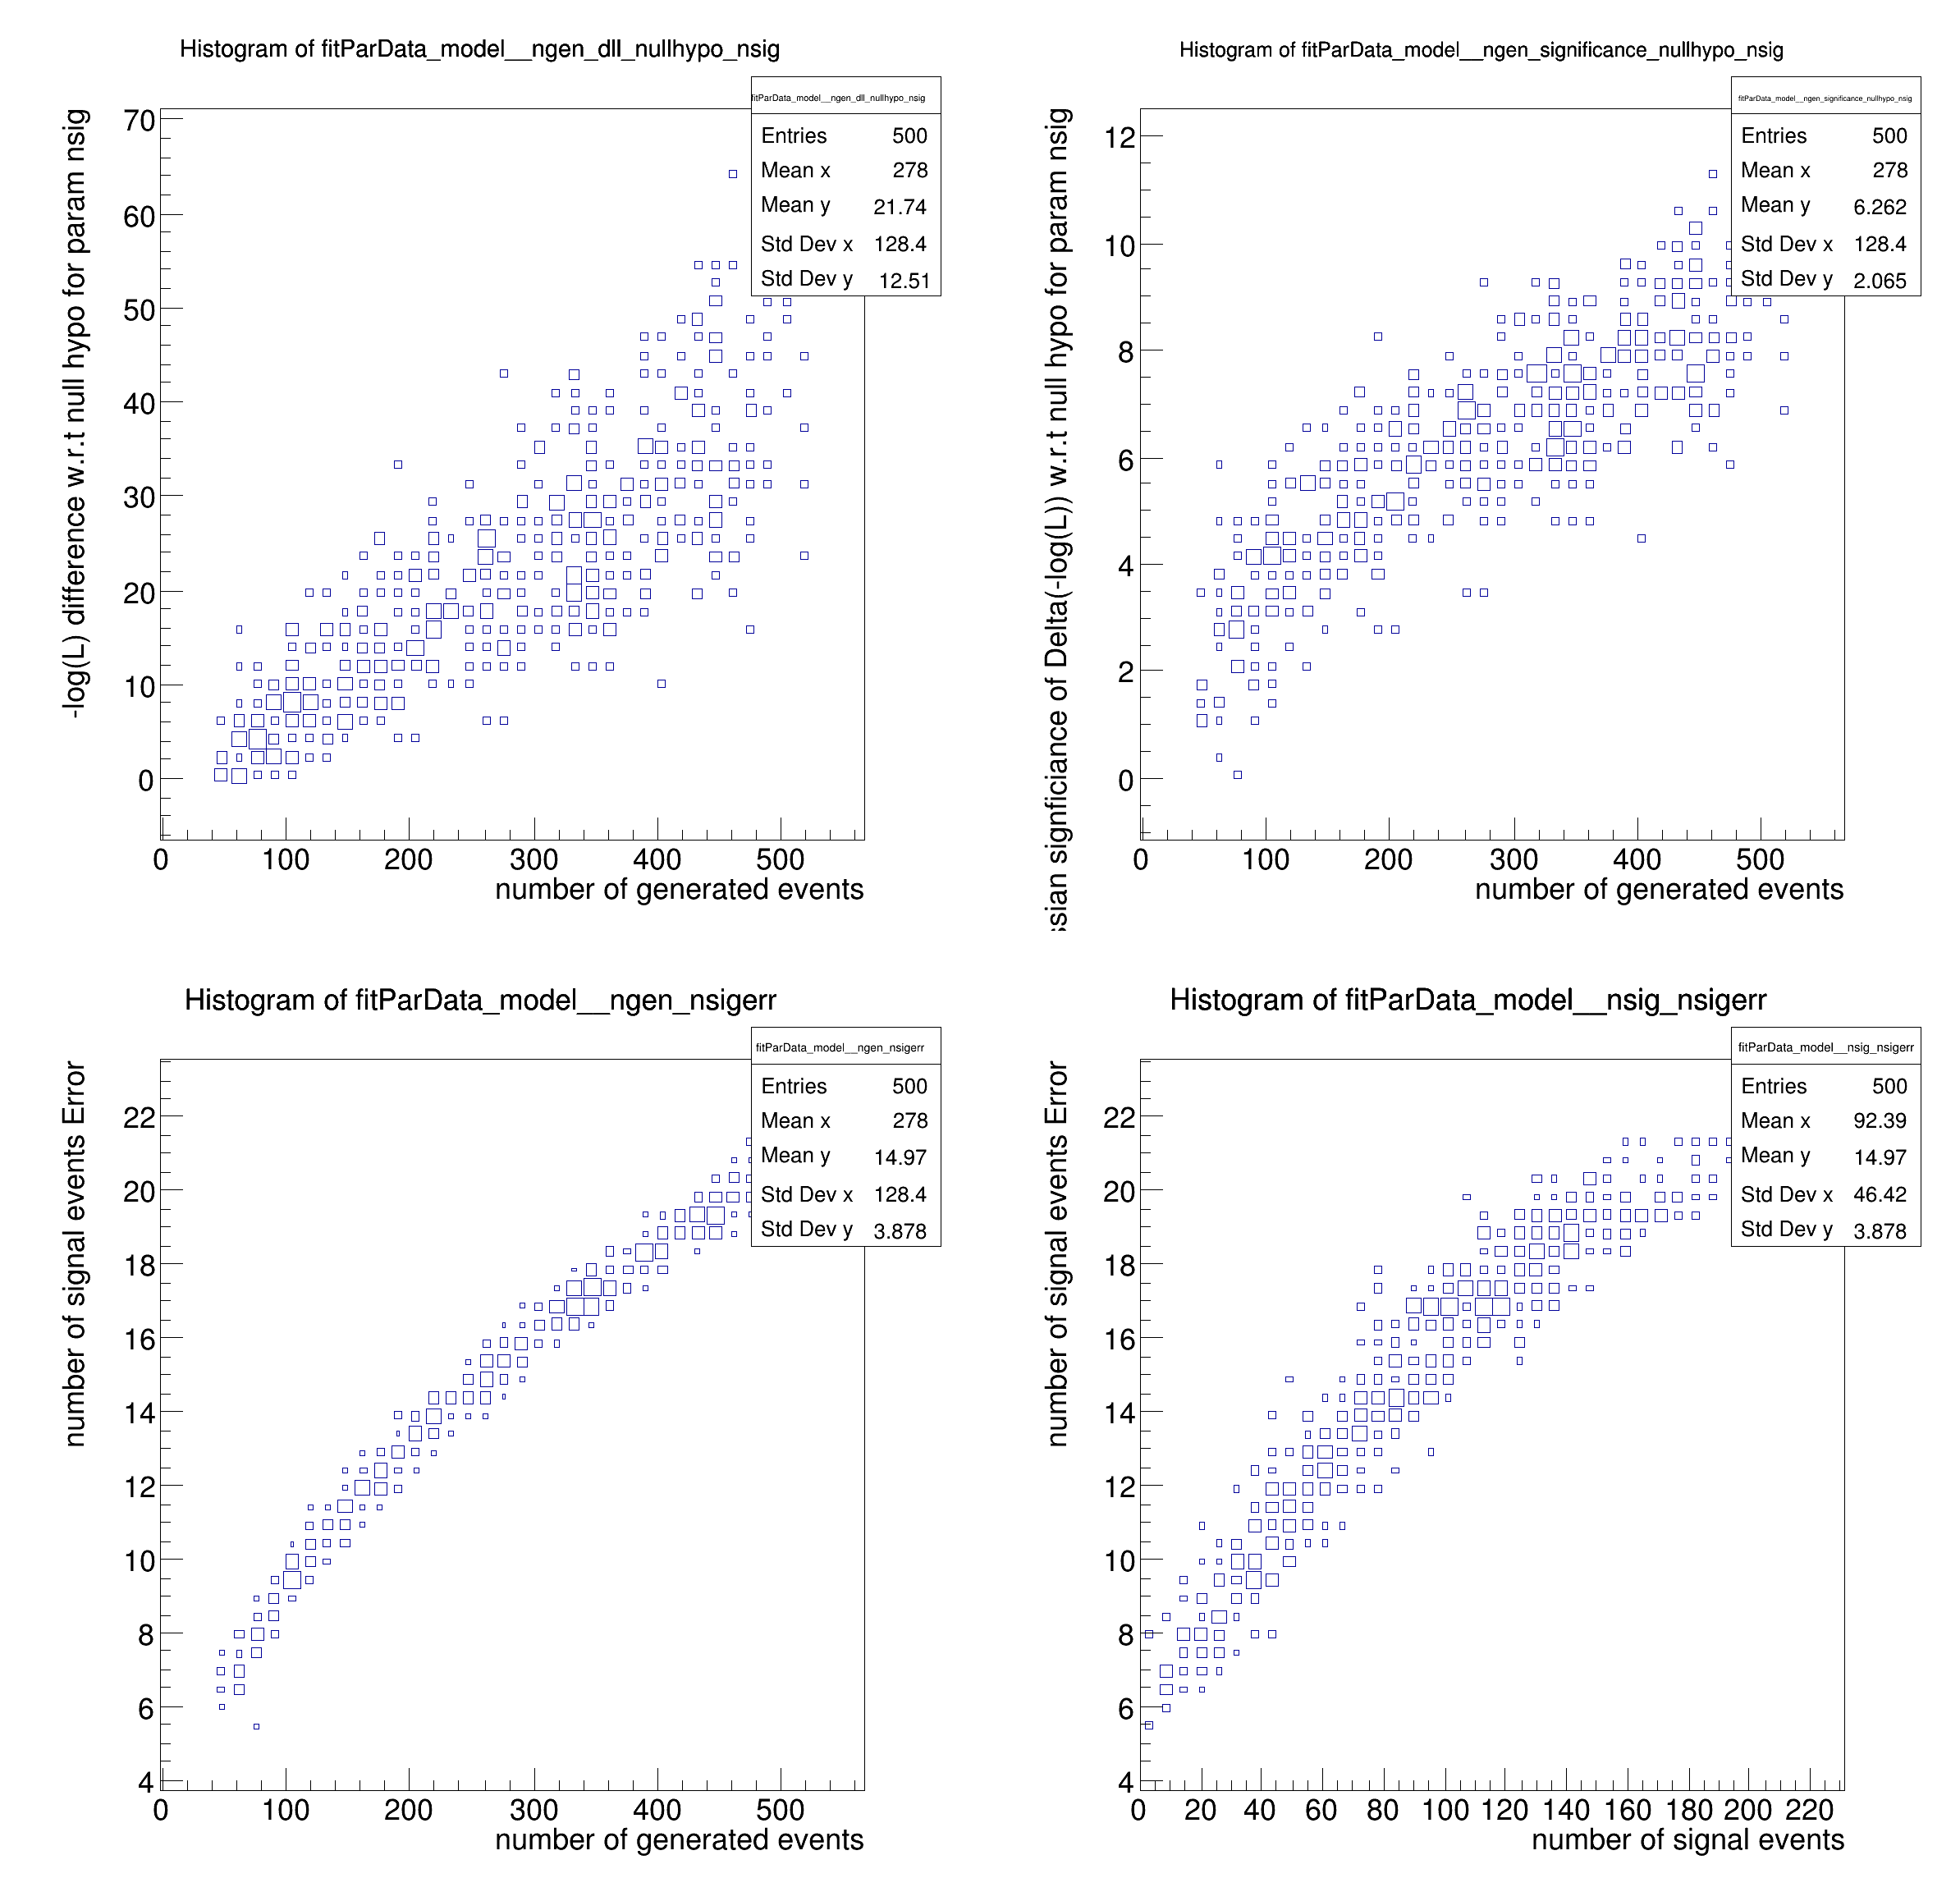 Histogram of fitParData_model__ngen_dll_nullhypo_nsig
-log(L) difference w.r.t null hypo for param nsig
70
60
50
40
30
20
10
0
0 100 200 300 400 500
number of generated events
fitParData_model__ngen_dll_nullhypo_nsig
Entries 500
Mean x 278
Mean y 21.74
Std Dev x 128.4
Std Dev y 12.51
Histogram of fitParData_model__ngen_significance_nullhypo_nsig
ssian signficiance of Delta(-log(L)) w.r.t null hypo for param nsig
12
10
8
6
4
2
0
0 100 200 300 400 500
number of generated events
fitParData_model__ngen_significance_nullhypo_nsig
Entries 500
Mean x 278
Mean y 6.262
Std Dev x 128.4
Std Dev y 2.065
Histogram of fitParData_model__ngen_nsigerr
number of signal events Error
22
20
18
16
14
12
10
8
6
4
0 100 200 300 400 500
number of generated events
fitParData_model__ngen_nsigerr
Entries 500
Mean x 278
Mean y 14.97
Std Dev x 128.4
Std Dev y 3.878
Histogram of fitParData_model__nsig_nsigerr
number of signal events Error
22
20
18
16
14
12
10
8
6
4
0 20 40 60 80 100 120 140 160 180 200 220
number of signal events
fitParData_model__nsig_nsigerr
Entries 500
Mean x 92.39
Mean y 14.97
Std Dev x 46.42
Std Dev y 3.878